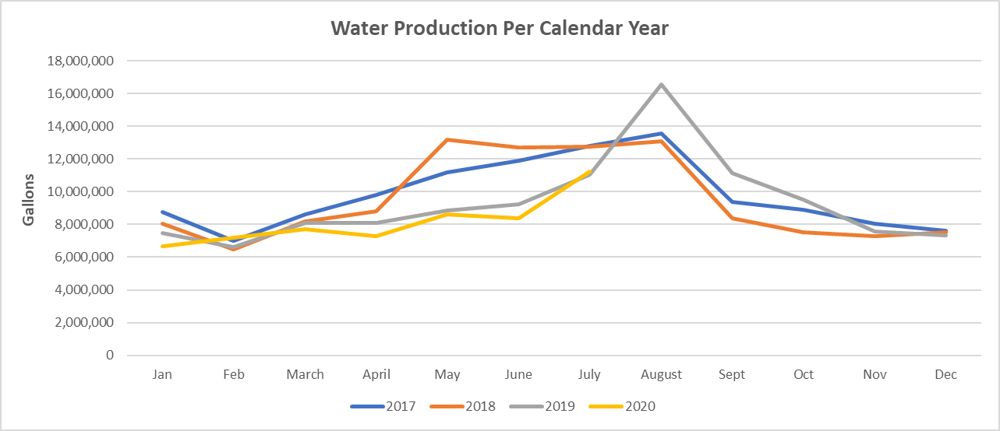 Water Production Per Calendar Year
Gallons
18,000,000
16,000,000
14,000,000
12,000,000
10,000,000
8,000,000
6,000,000
4,000,000
2,000,000
0
Jan Feb March April May June July August Sept Oct Nov Dec
2017 2018 2019 2020